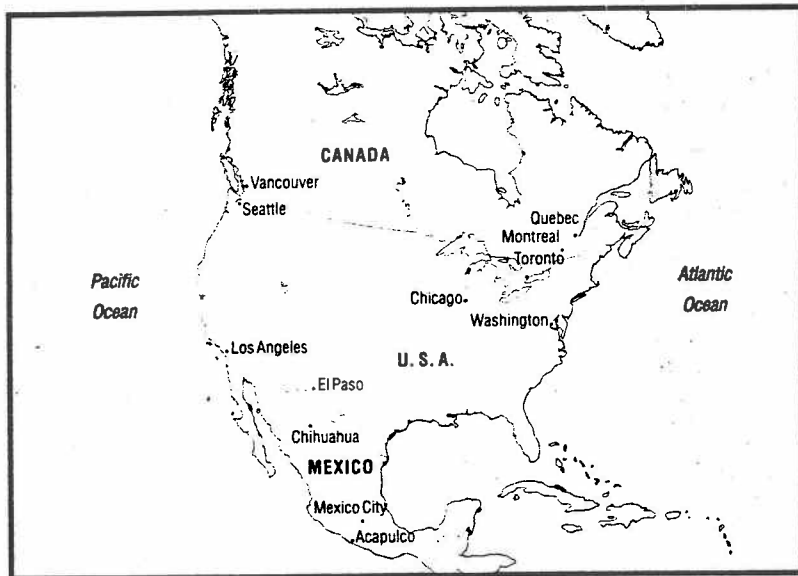 CANADA
Vancouver
Seattle
Quebec
Montreal
Toronto
Pacific
Ocean
Atlantic
Ocean
Chicago
Washington
Los Angeles
U. S. A.
El Paso
Chihuahua
MEXICO
Mexico City
Acapulco